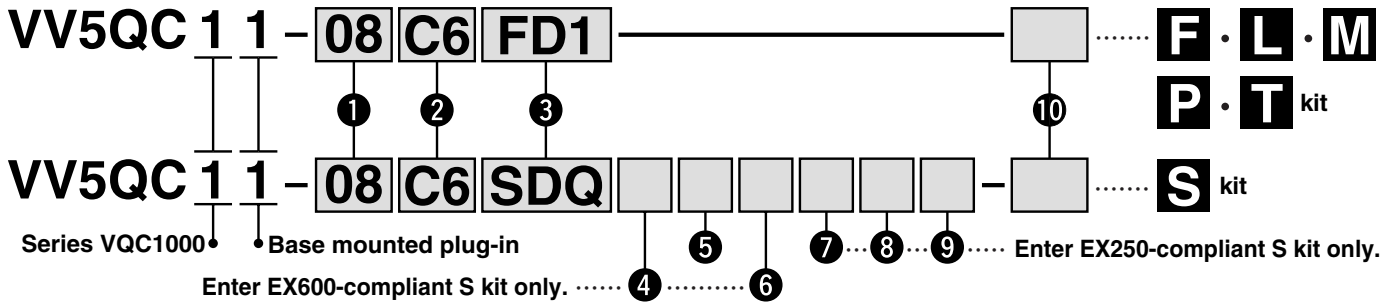 VV5QC 1 1 – 08 C6 FD1 ——— ······· F · L · M
P · T kit
1 2 3 10
VV5QC 1 1 – 08 C6 SDQ – ······ S kit
Series VQC1000 Base mounted plug-in 5 7 ···· 8 ···· 9 ····· Enter EX250-compliant S kit only.
Enter EX600-compliant S kit only. ······ 4 ·········· 6